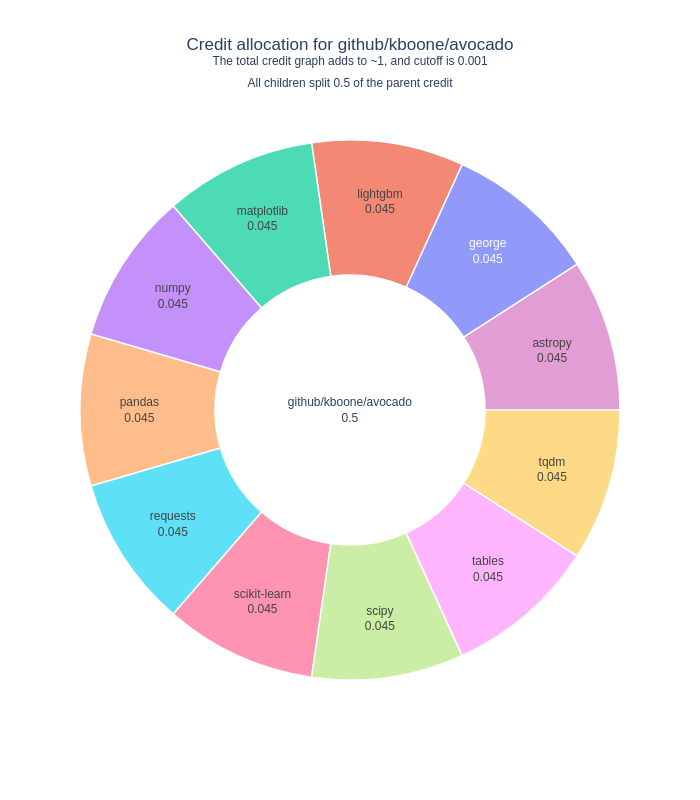 Credit allocation for github/kboone/avocado
The total credit graph adds to ~1, and cutoff is 0.001
All children split 0.5 of the parent credit
lightgbm
0.045
matplotlib
0.045
george
0.045
numpy
0.045
astropy
0.045
pandas
0.045
github/kboone/avocado
0.5
tqdm
0.045
requests
0.045
tables
0.045
scikit-learn
0.045
scipy
0.045